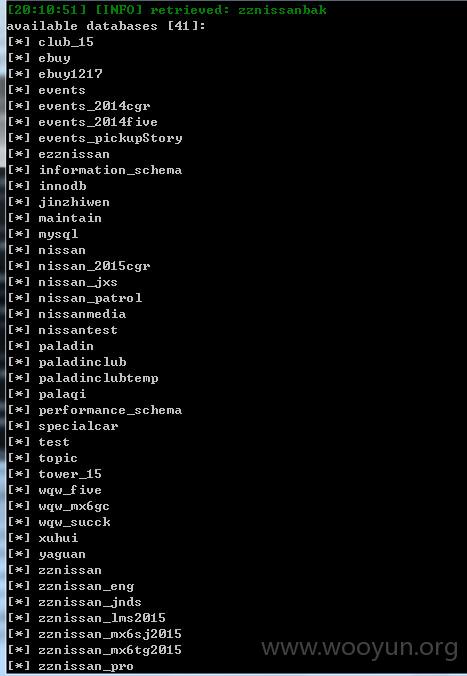 [20:10:51] [INFO] retrieved: zznissanbak
available databases [41]:
[*] club_15
[*] ebuy
[*] ebuy1217
[*] events
[*] events_2014cgr
[*] events_2014five
[*] events_pickupStory
[*] ezznissan
[*] information_schema
[*] innodb
[*] jinzhiwen
[*] maintain
[*] mysql
[*] nissan
[*] nissan_2015cgr
[*] nissan_jxs
[*] nissan_patrol
[*] nissanmedia
[*] nissantest
[*] paladin
[*] paladinclub
[*] paladinclubtemp
[*] palaqi
[*] performance_schema
[*] specialcar
[*] test
[*] topic
[*] tower_15
[*] wqw_five
[*] wqw_mx6gc
[*] wqw_succk
[*] xuhui
[*] yaguan
[*] zznissan
[*] zznissan_eng
[*] zznissan_jnds
[*] zznissan_lms2015
[*] zznissan_mx6sj2015
[*] zznissan_mx6tg2015
[*] zznissan_pro
www.wooyun.org